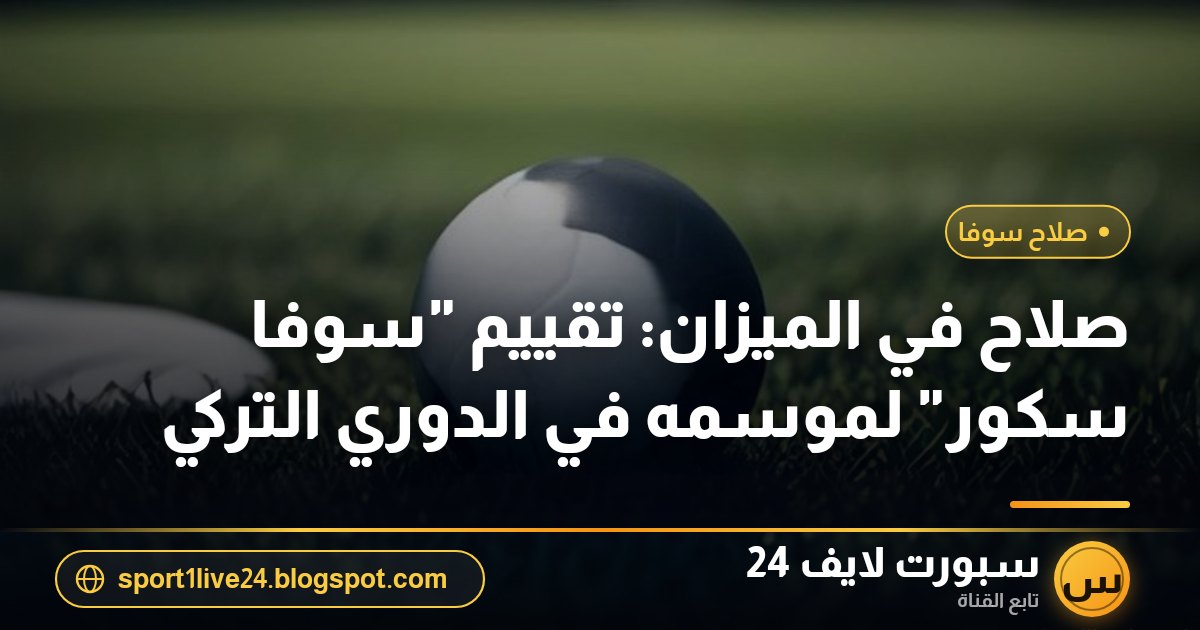 • صلاح سوفا
صلاح في الميزان: تقييم "سوفا
سكور" لموسمه في الدوري التركي
سبورت لايف 24
تابع القناة
س
sport1live24.blogspot.com